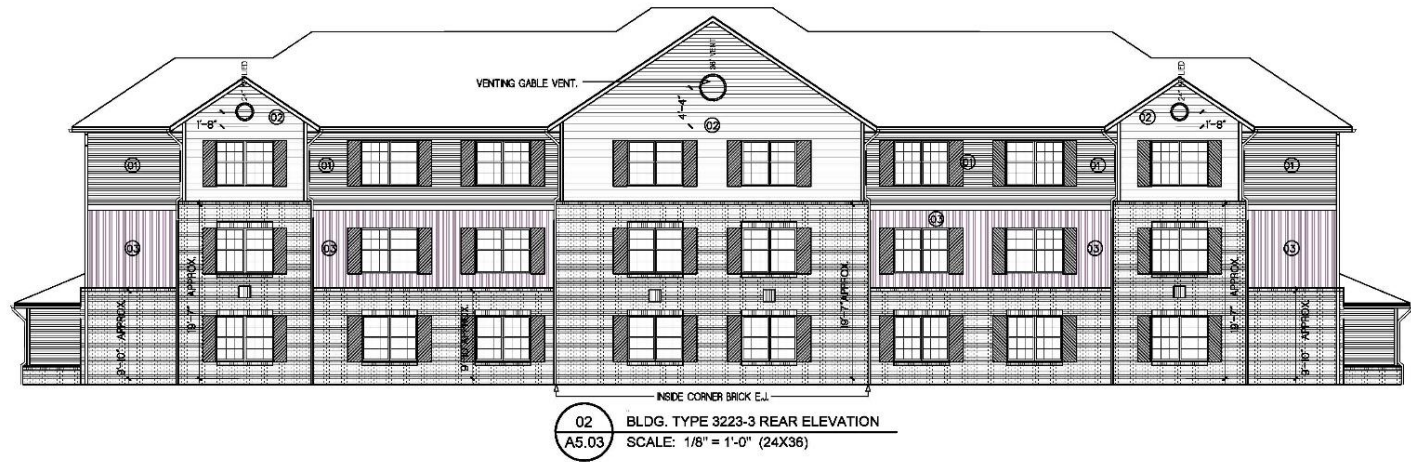 36" VENT
VENTING GABLE VENT.
4'-4"
1'-8"
02
02
02
1'-8"
01
01
01
01
01
03
03
03
03
03
19'-7" APPROX.
19'-7" APPROX.
19'-7" APPROX.
9'-10" APPROX.
9'-10" APPROX.
9'-10" APPROX.
INSIDE CORNER BRICK E.J.
02
BLDG. TYPE 3223-3 REAR ELEVATION
A5.03
SCALE: 1/8" = 1'-0" (24X36)